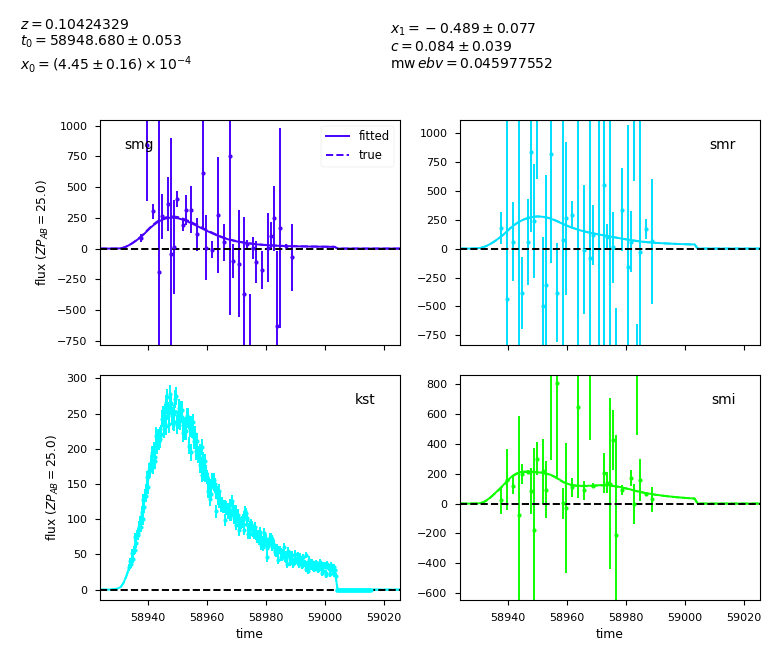 z = 0.10424329
t₀ = 58948.680 ± 0.053
x₀ = (4.45 ± 0.16) × 10⁻⁴
x₁ = −0.489 ± 0.077
c = 0.084 ± 0.039
mw ebv = 0.045977552
1000
750
500
250
0
−250
−500
−750
flux (ZP_AB = 25.0)
smg
fitted
true
1000
750
500
250
0
−250
−500
−750
smr
300
250
200
150
100
50
0
flux (ZP_AB = 25.0)
kst
58940 58960 58980 59000 59020
time
800
600
400
200
0
−200
−400
−600
smi
58940 58960 58980 59000 59020
time